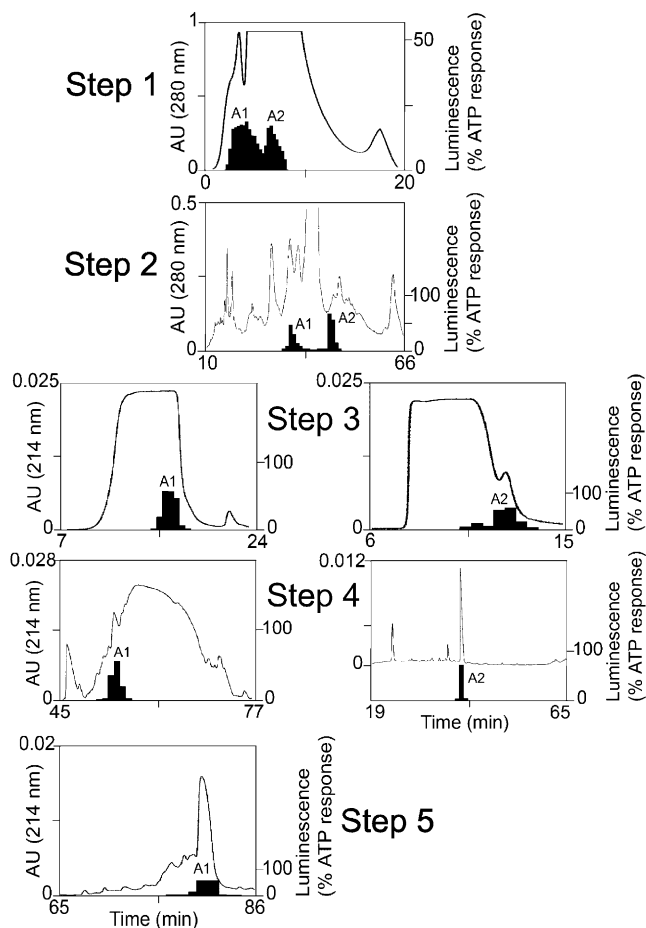 Step 1
AU (280 nm)
1
0
A1
A2
50
0
Luminescence
(% ATP response)
0
20
Step 2
AU (280 nm)
0.5
0
A1
A2
100
0
Luminescence
(% ATP response)
10
66
Step 3
AU (214 nm)
0.025
0
A1
100
0
7
24
0.025
0
A2
100
0
Luminescence
(% ATP response)
6
15
Step 4
AU (214 nm)
0.028
0
A1
100
0
45
77
0.012
0
A2
100
0
Luminescence
(% ATP response)
19
Time (min)
65
Step 5
AU (214 nm)
0.02
0
A1
100
0
Luminescence
(% ATP response)
65
Time (min)
86